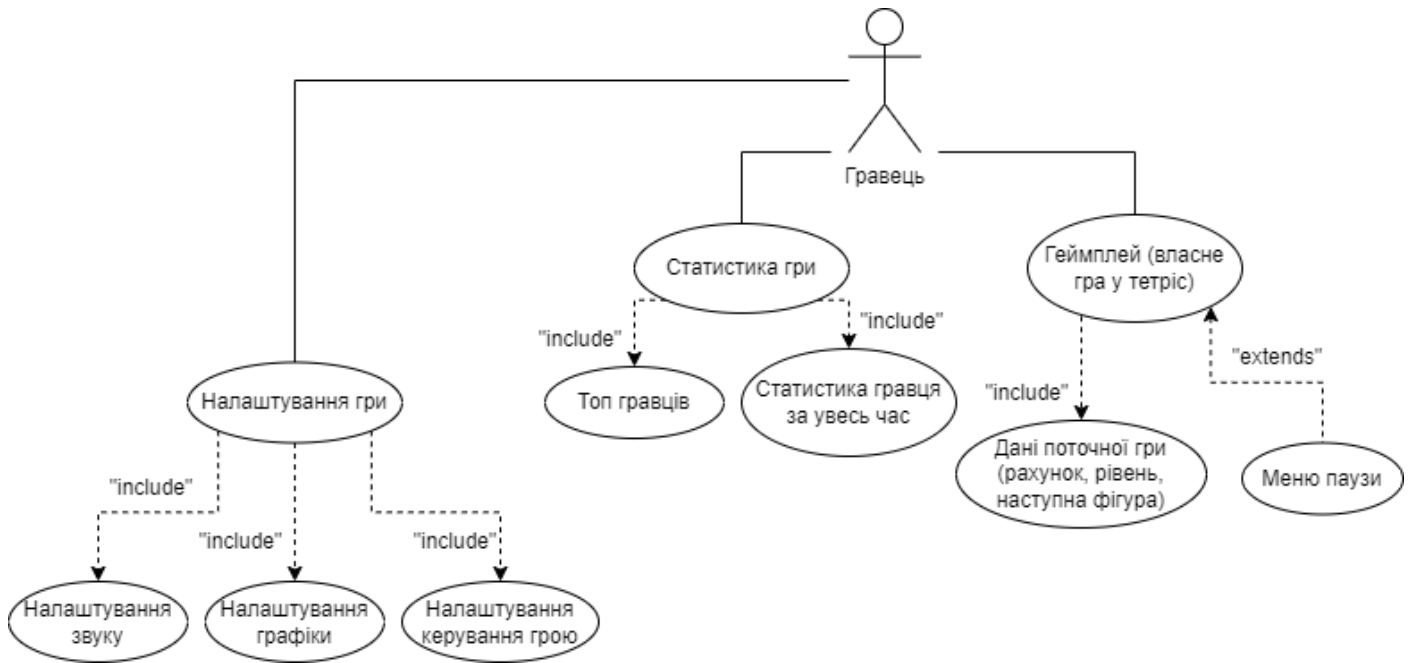 Гравець
Статистика гри
Геймплей (власне
гра у тетріс)
"include"
"include"
"extends"
Топ гравців
Статистика гравця
за увесь час
"include"
Налаштування гри
Дані поточної гри
(рахунок, рівень,
наступна фігура)
Меню паузи
"include"
"include"
"include"
Налаштування
звуку
Налаштування
графіки
Налаштування
керування грою